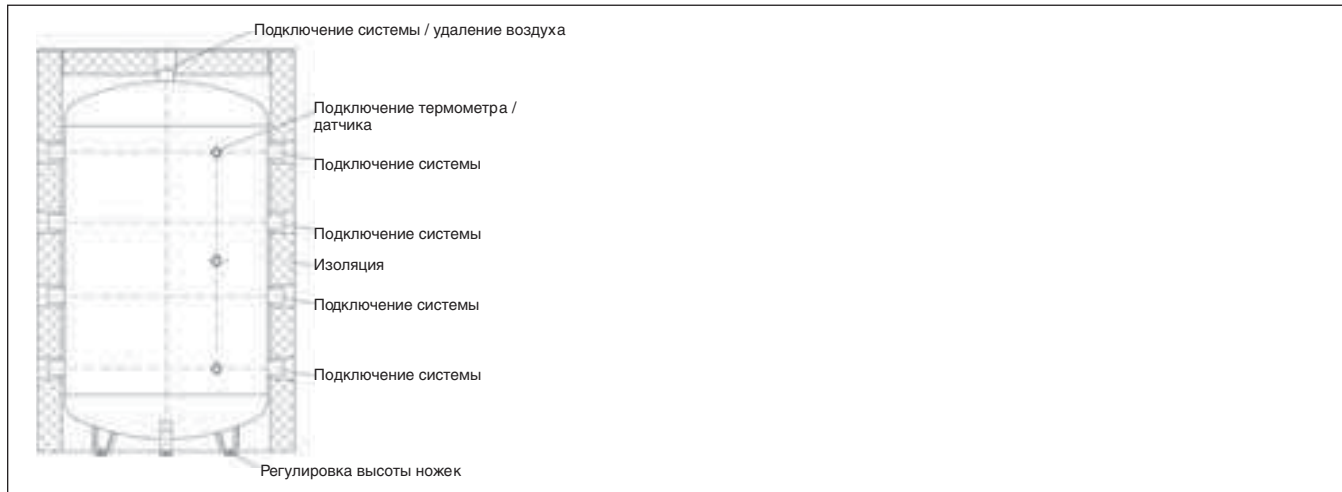 Подключение системы / удаление воздуха
Подключение термометра /
датчика
Подключение системы
Подключение системы
Изоляция
Подключение системы
Подключение системы
Регулировка высоты ножек